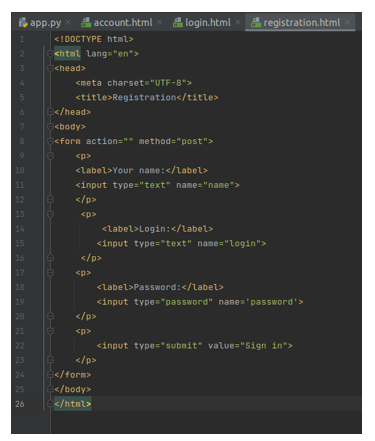 app.py × account.html × login.html × registration.html ×
1 <!DOCTYPE html>
2 <html lang="en">
3 <head>
4 <meta charset="UTF-8">
5 <title>Registration</title>
6 </head>
7 <body>
8 <form action="" method="post">
9 <p>
10 <label>Your name:</label>
11 <input type="text" name="name">
12 </p>
13 <p>
14 <label>Login:</label>
15 <input type="text" name="login">
16 </p>
17 <p>
18 <label>Password:</label>
19 <input type="password" name='password'>
20 </p>
21 <p>
22 <input type="submit" value="Sign in">
23 </p>
24 </form>
25 </body>
26 </html>